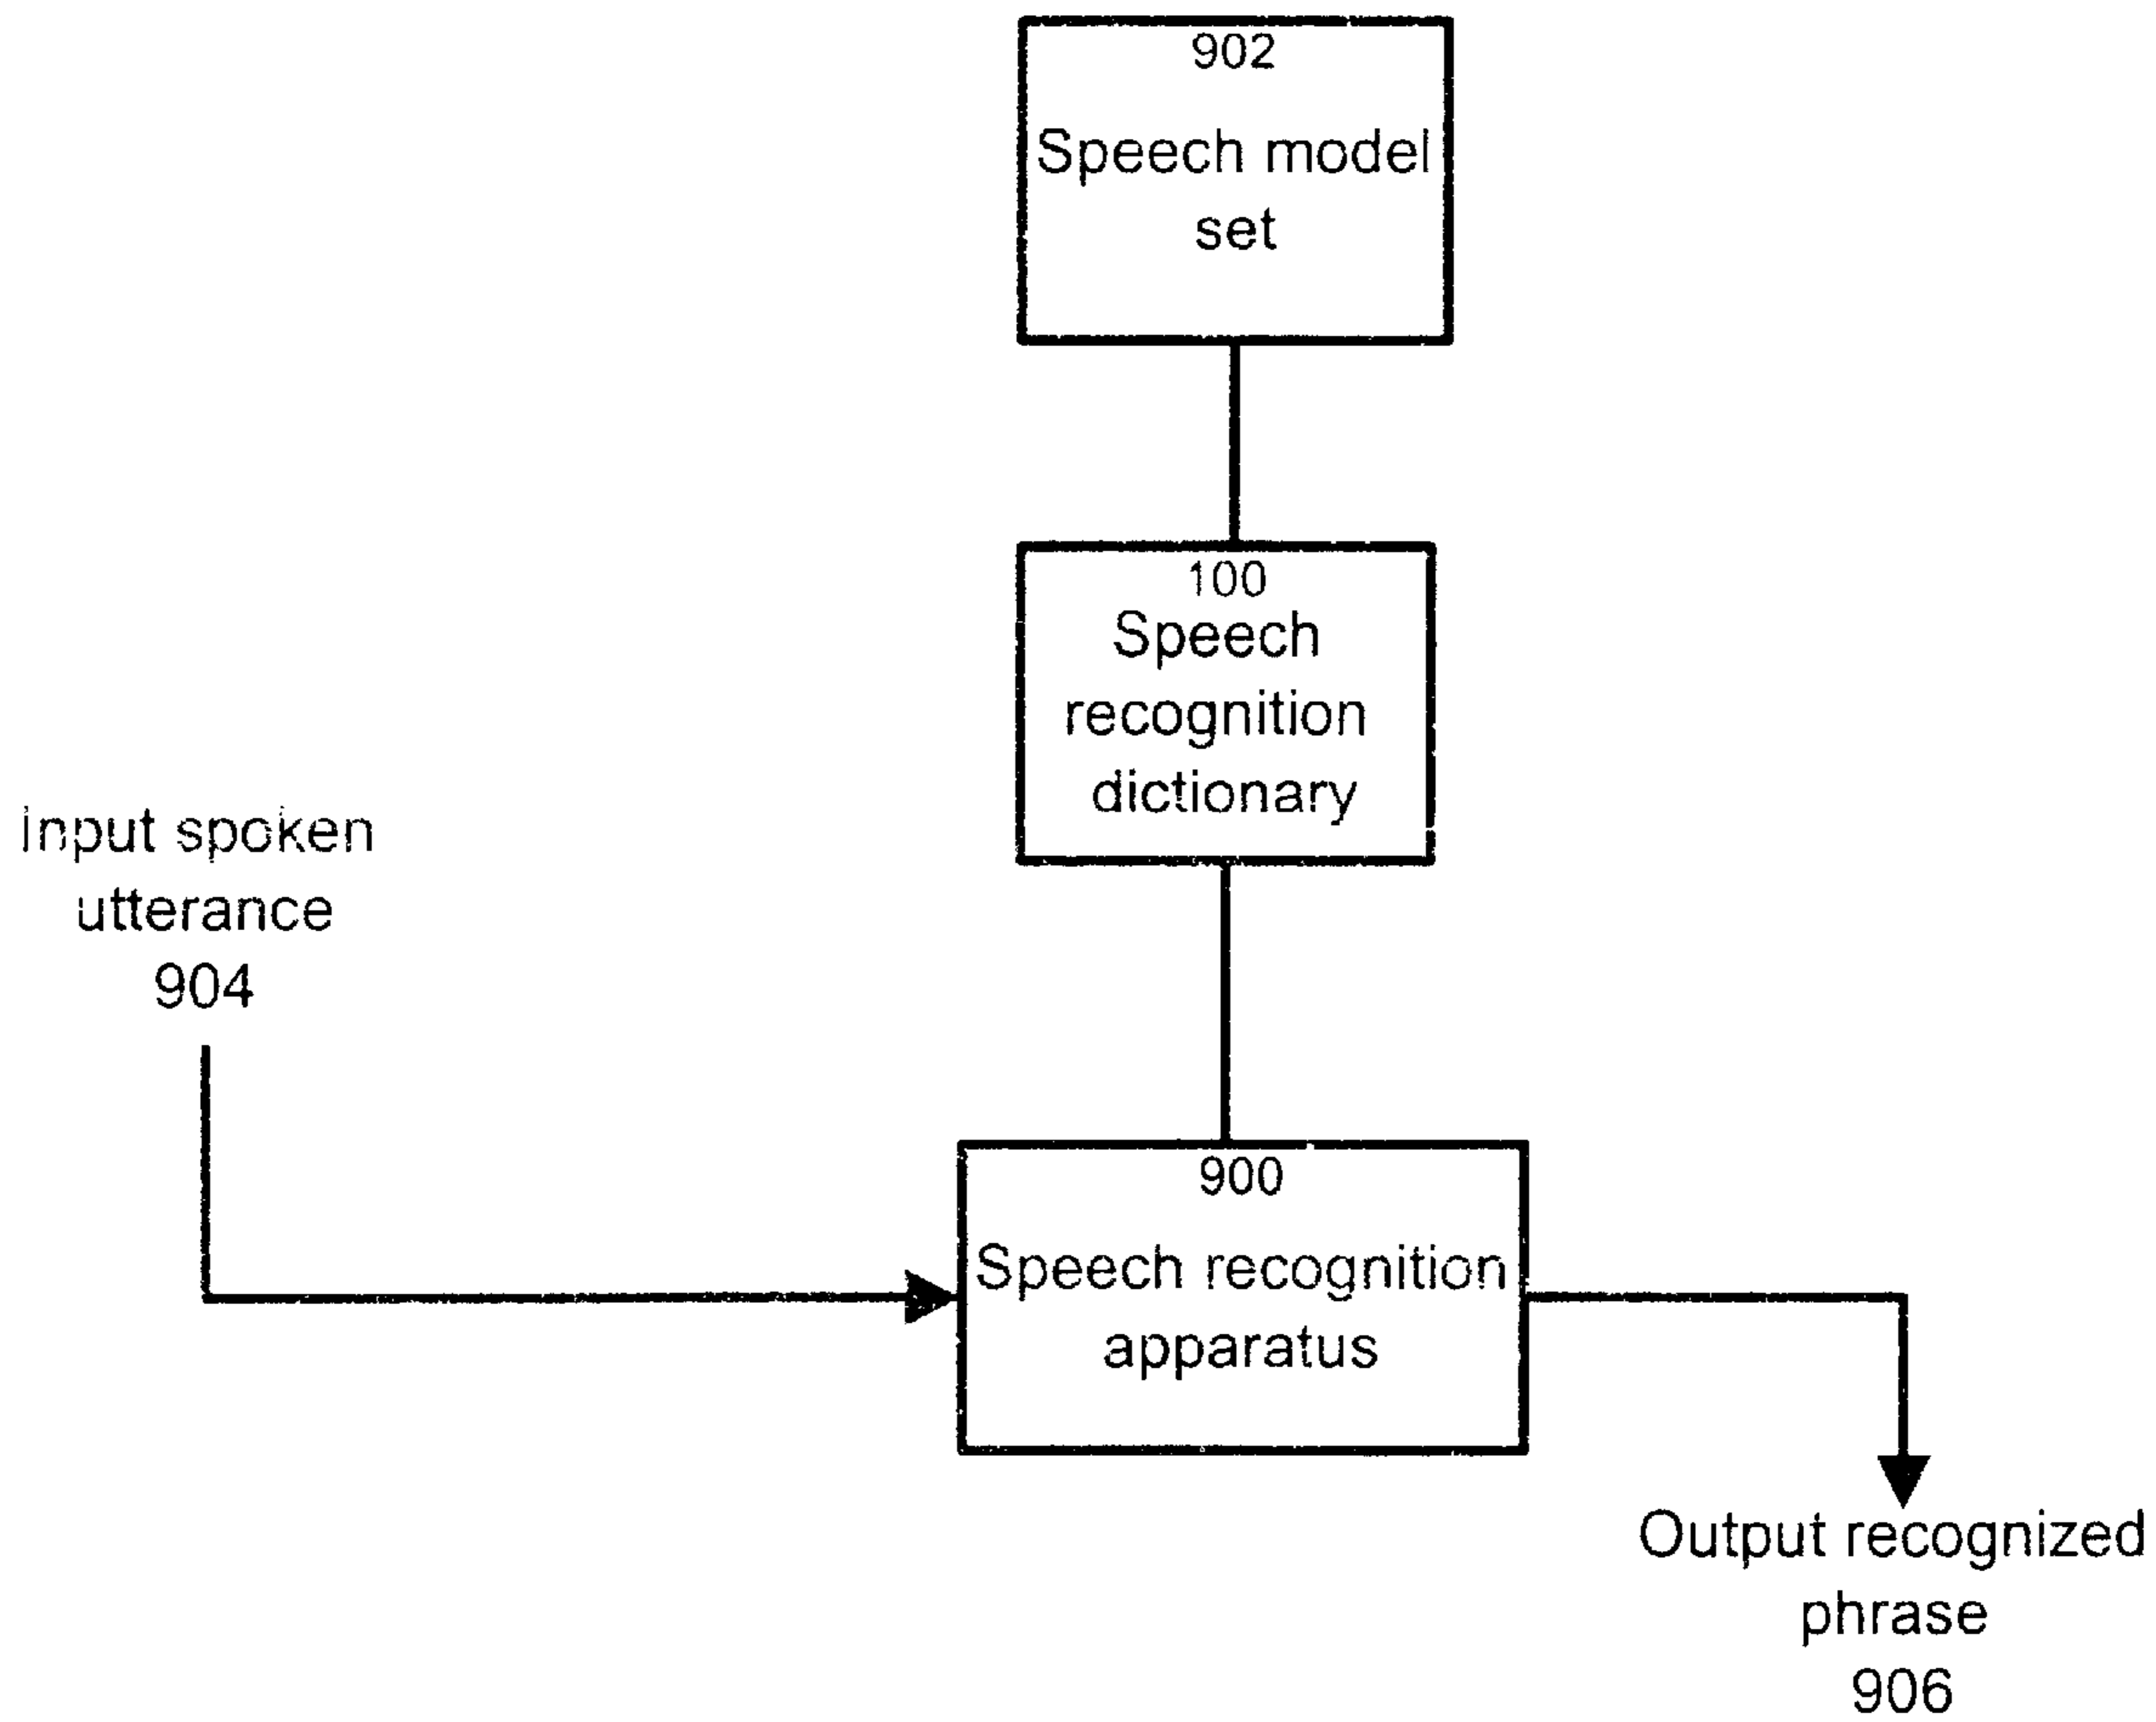 902
Speech model
set
100
Speech
recognition
dictionary
input spoken
utterance
904
900
Speech recognition
apparatus
Output recognized
phrase
906